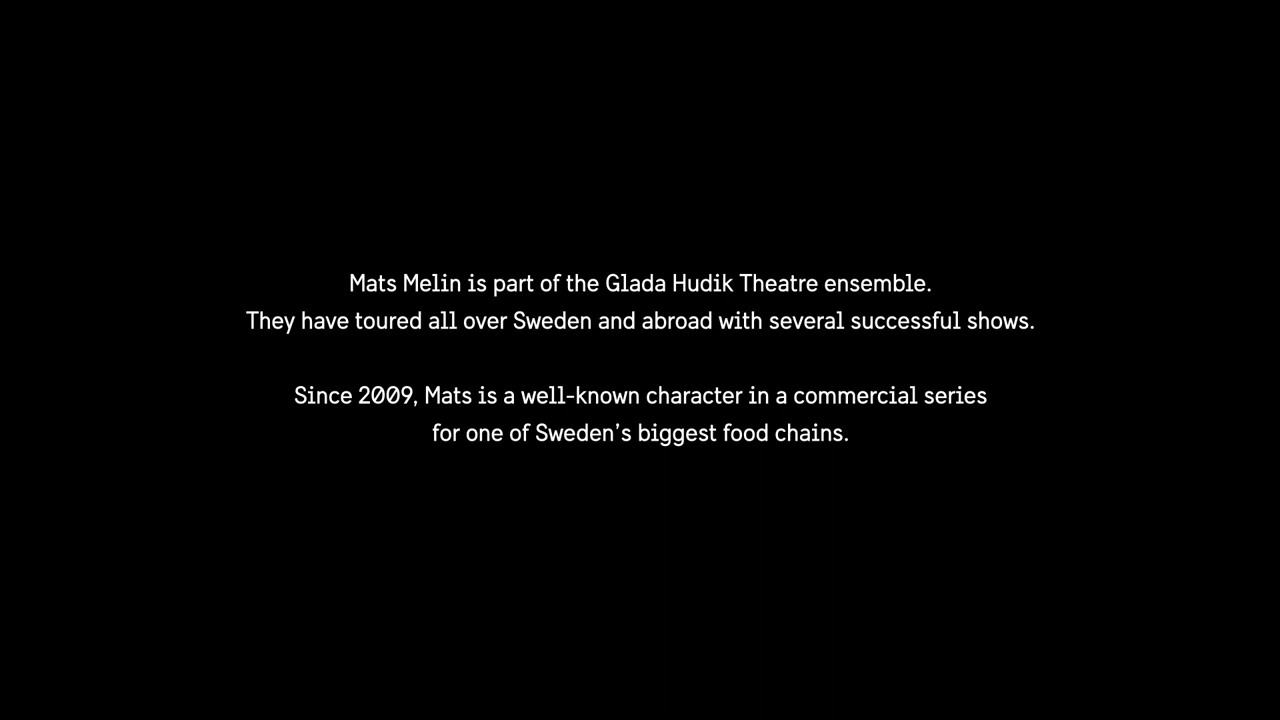 Mats Melin is part of the Glada Hudik Theatre ensemble.
They have toured all over Sweden and abroad with several successful shows.
Since 2009, Mats is a well-known character in a commercial series
for one of Sweden's biggest food chains.